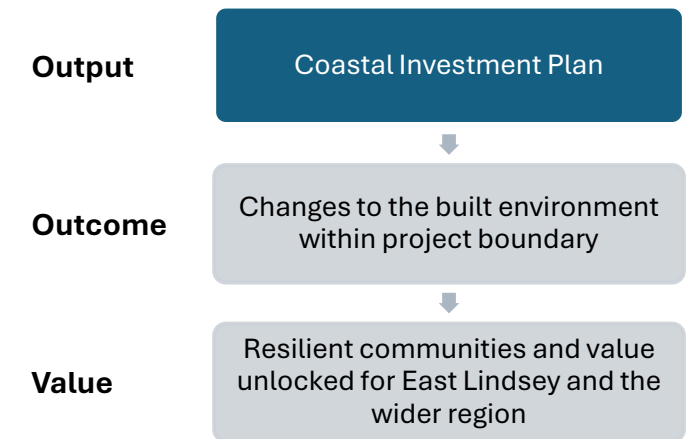 Output
Coastal Investment Plan
Outcome
Changes to the built environment
within project boundary
Value
Resilient communities and value
unlocked for East Lindsey and the
wider region